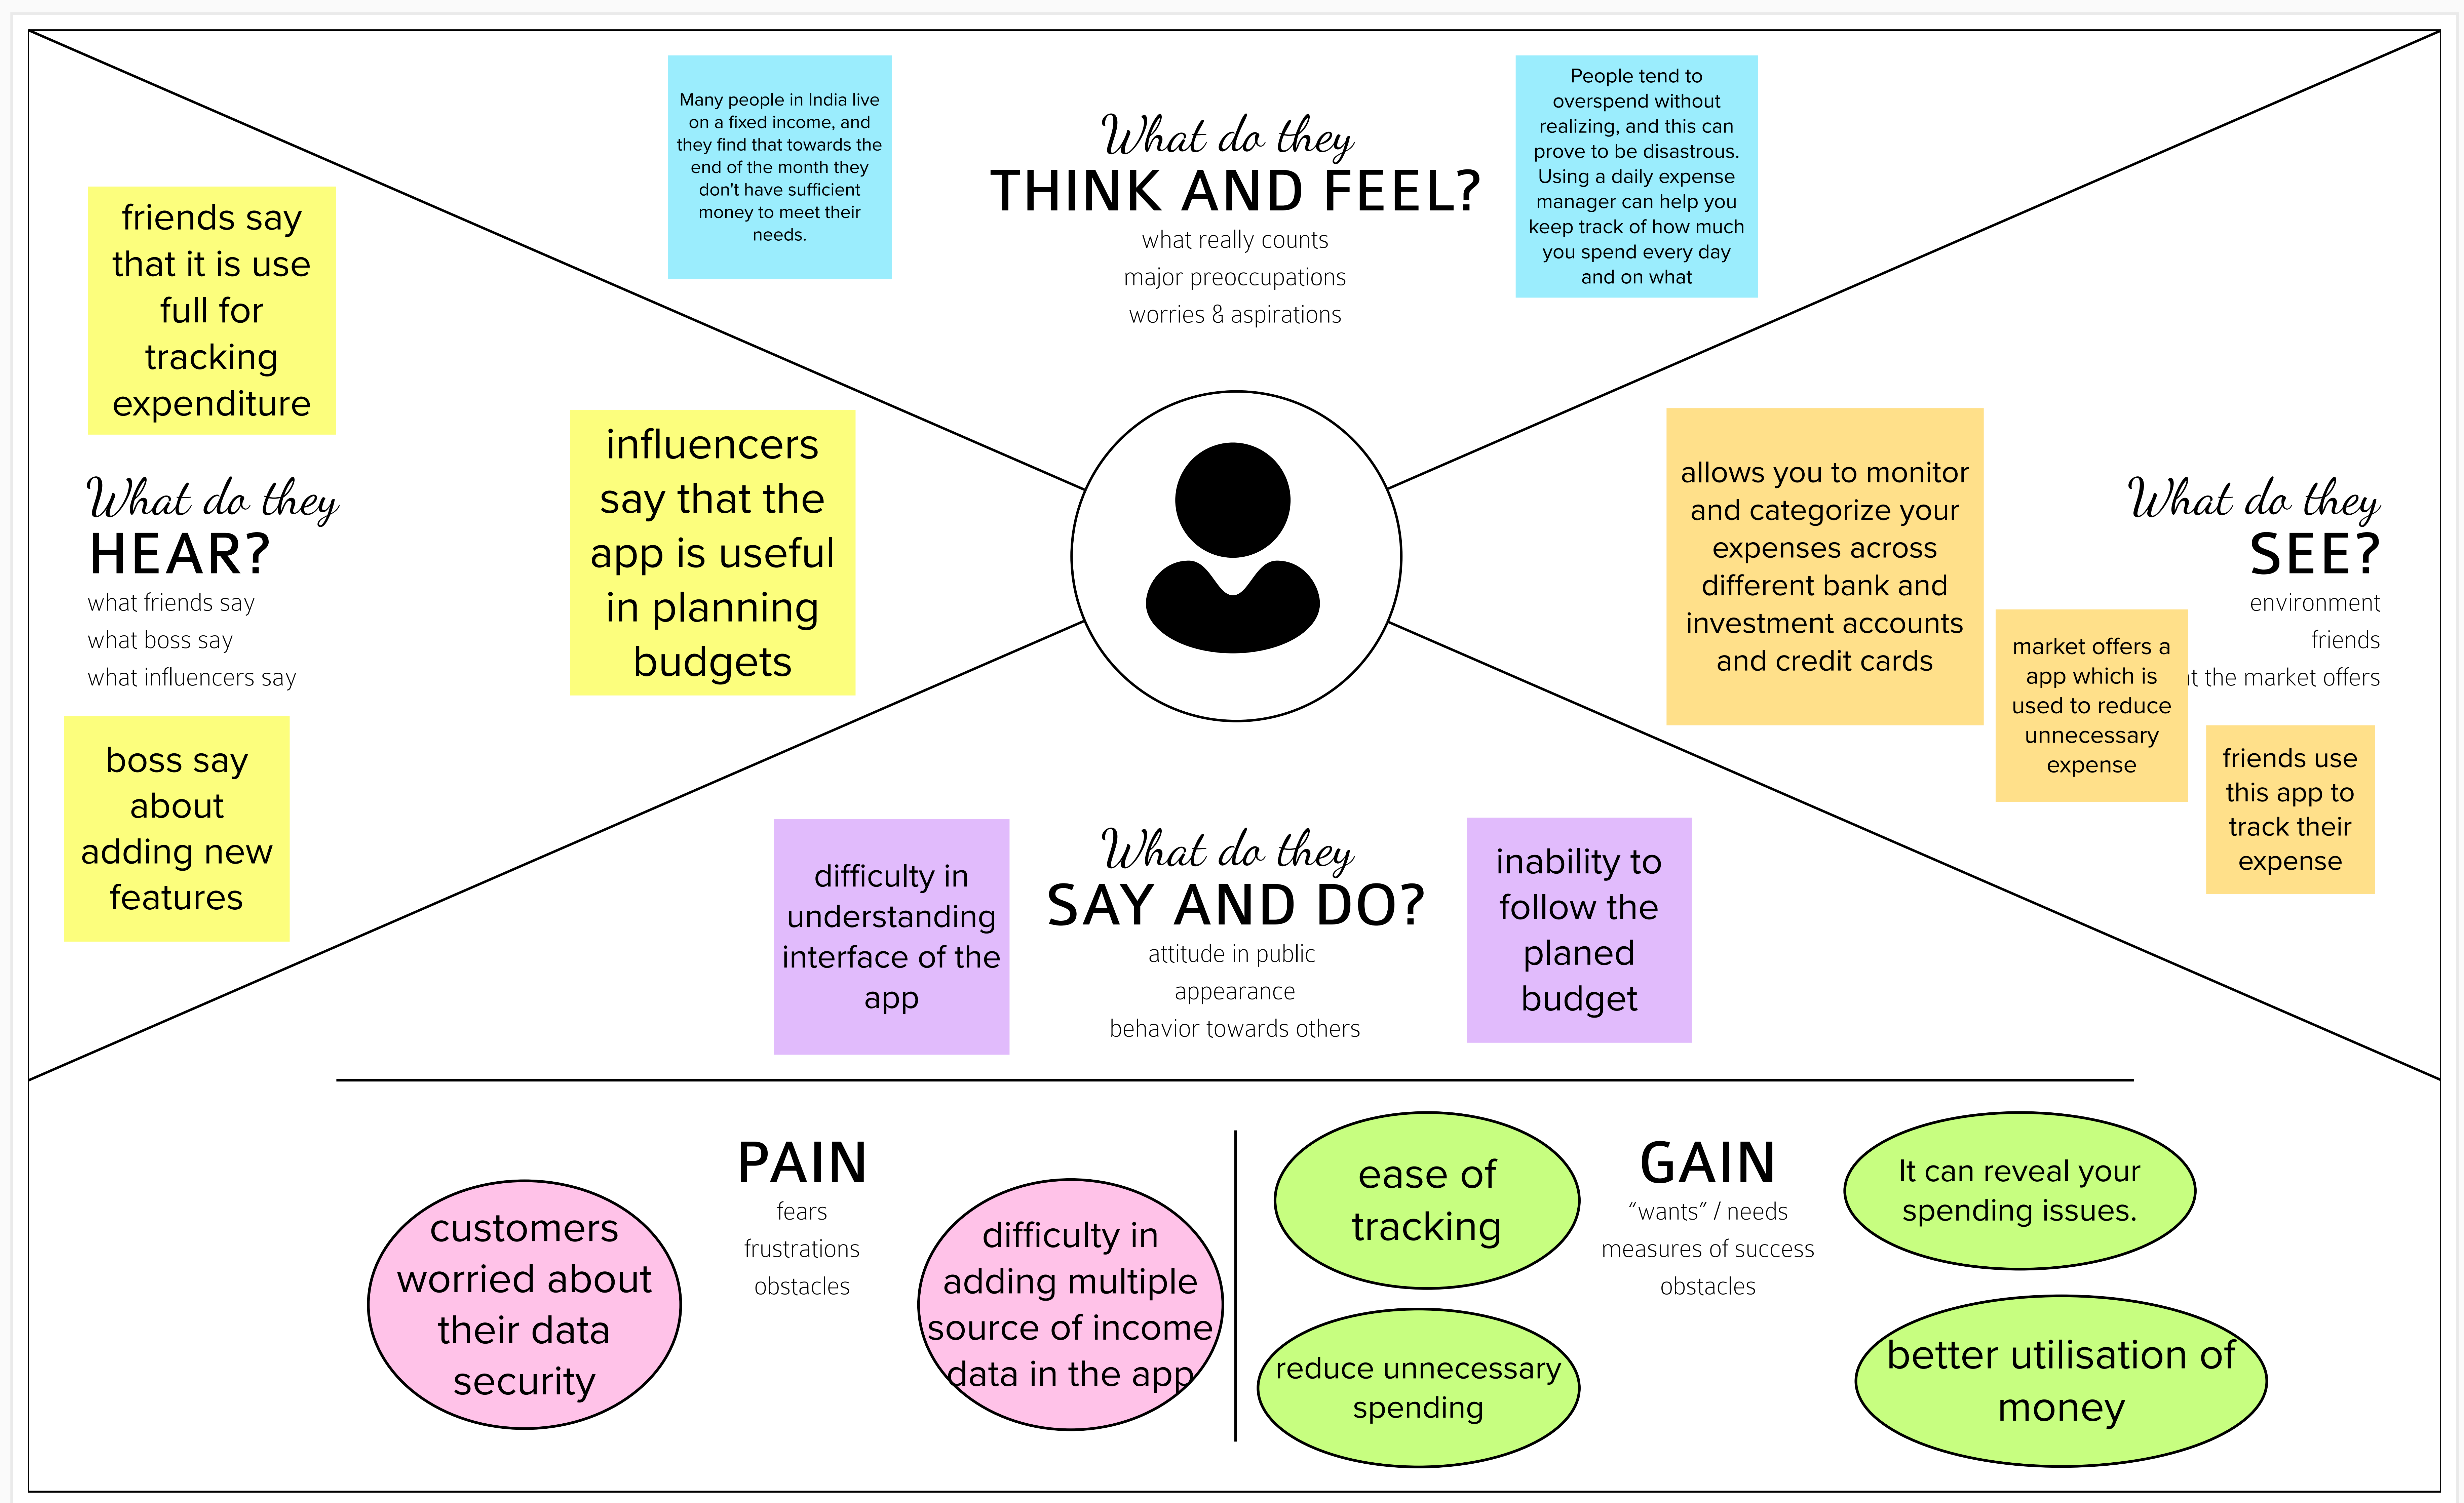 Many people in India live
on a fixed income, and
they find that towards the
end of the month they
don't have sufficient
money to meet their
needs.
What do they
THINK AND FEEL?
what really counts
major preoccupations
worries & aspirations
People tend to
overspend without
realizing, and this can
prove to be disastrous.
Using a daily expense
manager can help you
keep track of how much
you spend every day
and on what
friends say
that it is use
full for
tracking
expenditure
What do they
HEAR?
what friends say
what boss say
what influencers say
boss say
about
adding new
features
influencers
say that the
app is useful
in planning
budgets
allows you to monitor
and categorize your
expenses across
different bank and
investment accounts
and credit cards
What do they
SEE?
environment
friends
the market offers
market offers a
app which is
used to reduce
unnecessary
expense
friends use
this app to
track their
expense
difficulty in
understanding
interface of the
app
What do they
SAY AND DO?
attitude in public
appearance
behavior towards others
inability to
follow the
planed
budget
PAIN
fears
frustrations
obstacles
customers
worried about
their data
security
difficulty in
adding multiple
source of income
data in the app
GAIN
“wants” / needs
measures of success
obstacles
ease of
tracking
It can reveal your
spending issues.
reduce unnecessary
spending
better utilisation of
money